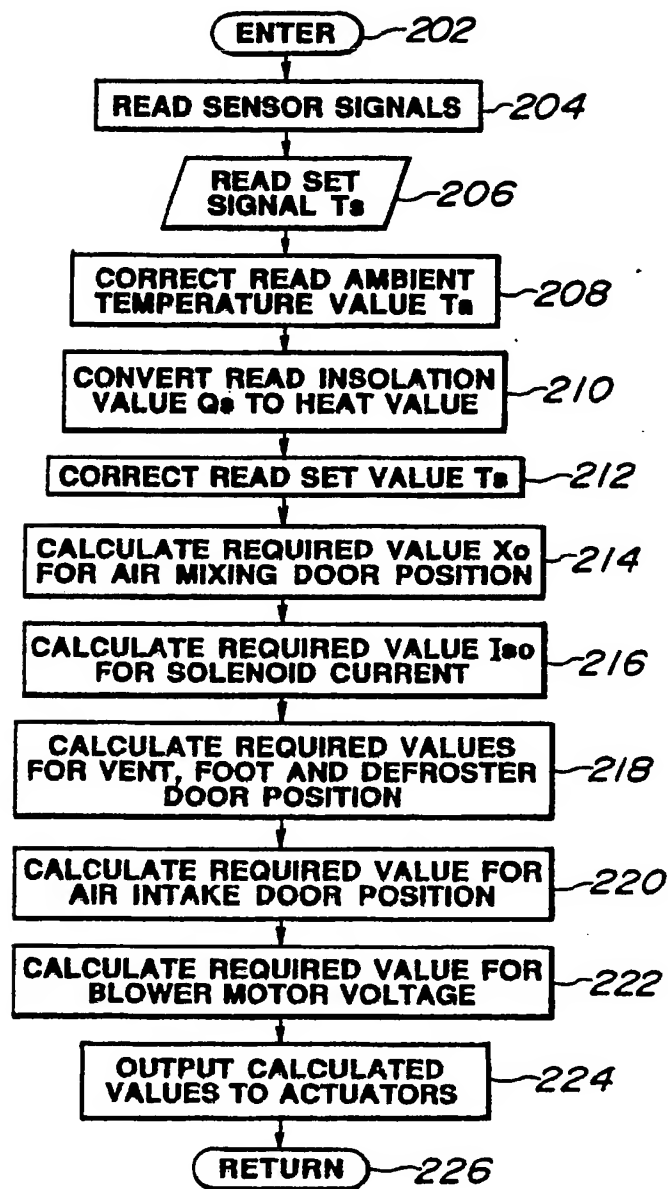 ENTER 202
READ SENSOR SIGNALS 204
READ SET
SIGNAL Ts 206
CORRECT READ AMBIENT
TEMPERATURE VALUE Ta 208
CONVERT READ INSOLATION
VALUE Qs TO HEAT VALUE 210
CORRECT READ SET VALUE Ts 212
CALCULATE REQUIRED VALUE Xo
FOR AIR MIXING DOOR POSITION 214
CALCULATE REQUIRED VALUE Iso
FOR SOLENOID CURRENT 216
CALCULATE REQUIRED VALUES
FOR VENT, FOOT AND DEFROSTER
DOOR POSITION 218
CALCULATE REQUIRED VALUE FOR
AIR INTAKE DOOR POSITION 220
CALCULATE REQUIRED VALUE FOR
BLOWER MOTOR VOLTAGE 222
OUTPUT CALCULATED
VALUES TO ACTUATORS 224
RETURN 226